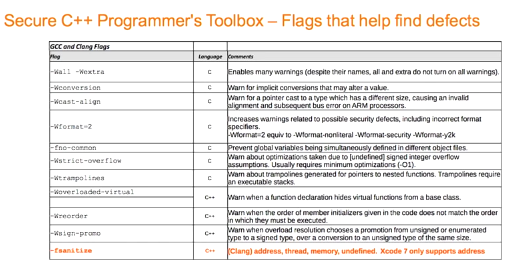 Secure C++ Programmer's Toolbox – Flags that help find defects
GCC and Clang Flags
Flag Language Comments
-Wall -Wextra C Enables many warnings (despite their names, all and extra do not turn on all warnings).
-Wconversion C Warn for implicit conversions that may alter a value.
-Wcast-align C Warn for a pointer cast to a type which has a different size, causing an invalid
alignment and subsequent bus error on ARM processors.
-Wformat=2 C Increases warnings related to possible security defects, including incorrect format
specifiers.
-Wformat=2 equiv to -Wformat-nonliteral -Wformat-security -Wformat-y2k
-fno-common C Prevent global variables being simultaneously defined in different object files.
-Wstrict-overflow C Warn about optimizations taken due to [undefined] signed integer overflow
assumptions. Usually requires minimum optimizations (-O1).
-Wtrampolines C Warn about trampolines generated for pointers to nested functions. Trampolines require
an executable stacks.
-Woverloaded-virtual C++ Warn when a function declaration hides virtual functions from a base class.
-Wreorder C++ Warn when the order of member initializers given in the code does not match the order
in which they must be executed.
-Wsign-promo C++ Warn when overload resolution chooses a promotion from unsigned or enumerated
type to a signed type, over a conversion to an unsigned type of the same size.
-fsanitize C++ (Clang) address, thread, memory, undefined. Xcode 7 only supports address